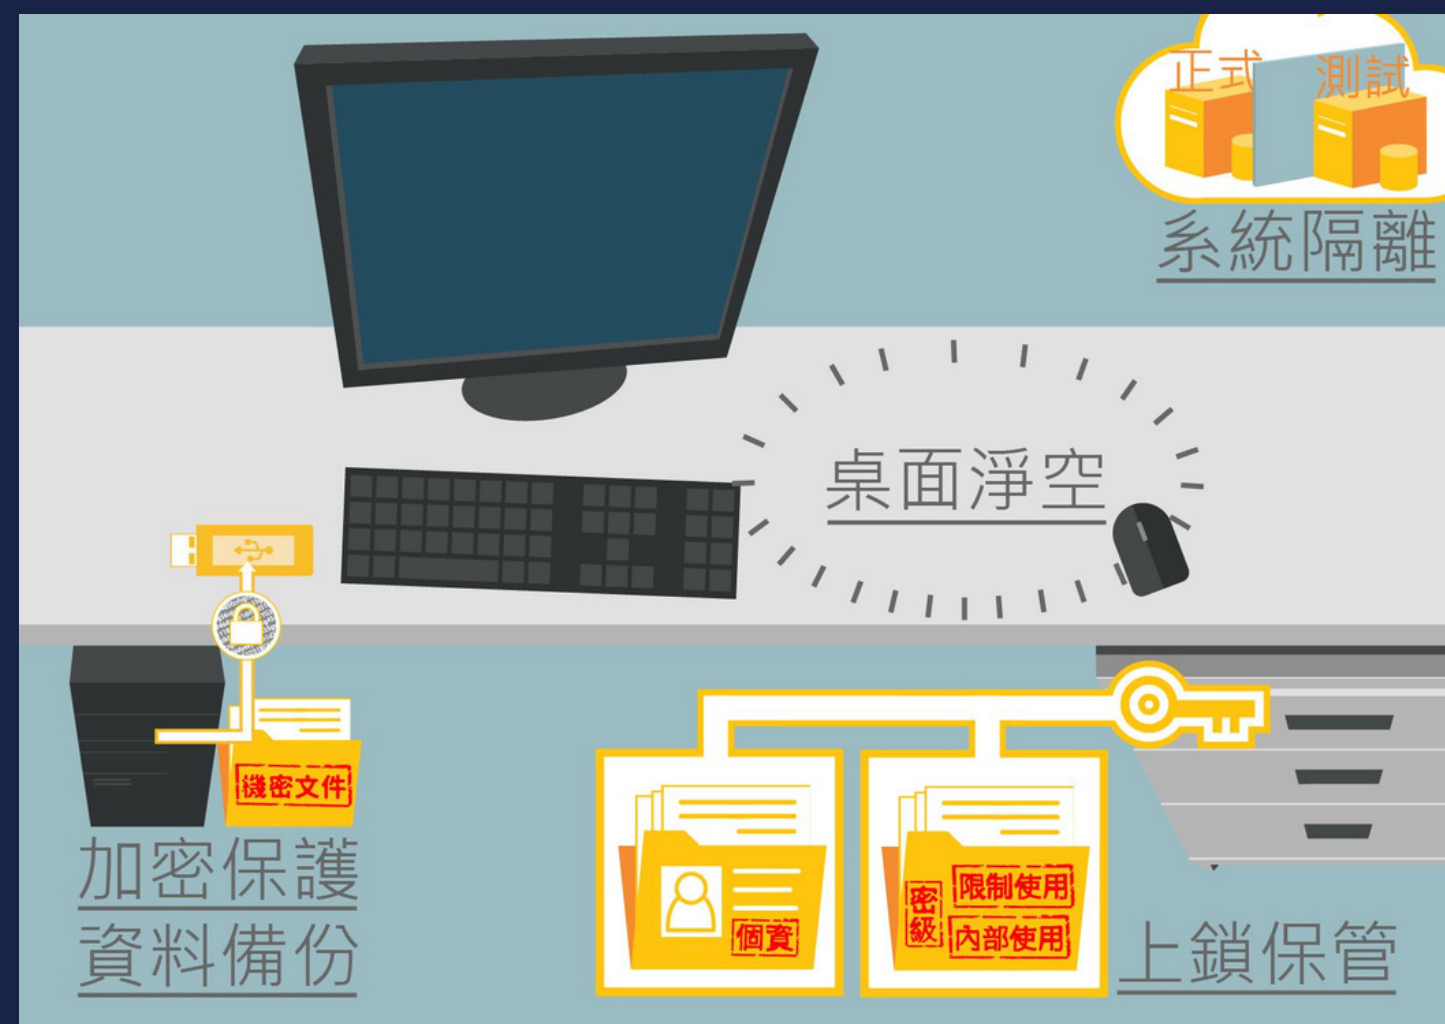 正式
測試
系統隔離
桌面淨空
機密文件
加密保護
資料備份
個資
密級
限制使用
內部使用
上鎖保管